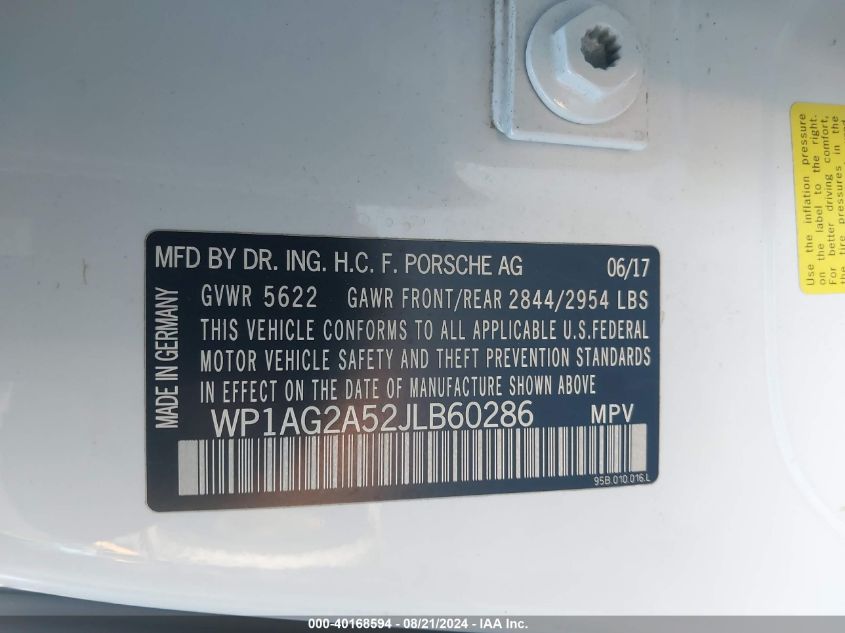 Use the inflation pressure
on the label to the right.
For better driving comfort,
the tire pressures in the
MFD BY DR. ING. H.C. F. PORSCHE AG 06/17
MADE IN GERMANY
GVWR 5622 GAWR FRONT/REAR 2844/2954 LBS
THIS VEHICLE CONFORMS TO ALL APPLICABLE U.S.FEDERAL
MOTOR VEHICLE SAFETY AND THEFT PREVENTION STANDARDS
IN EFFECT ON THE DATE OF MANUFACTURE SHOWN ABOVE
WP1AG2A52JLB60286 MPV
95B.010.016.L
000-40168594 - 08/21/2024 - IAA Inc.